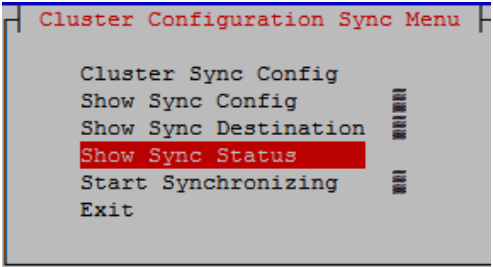 Cluster Configuration Sync Menu
Cluster Sync Config
Show Sync Config
Show Sync Destination
Show Sync Status
Start Synchronizing
Exit